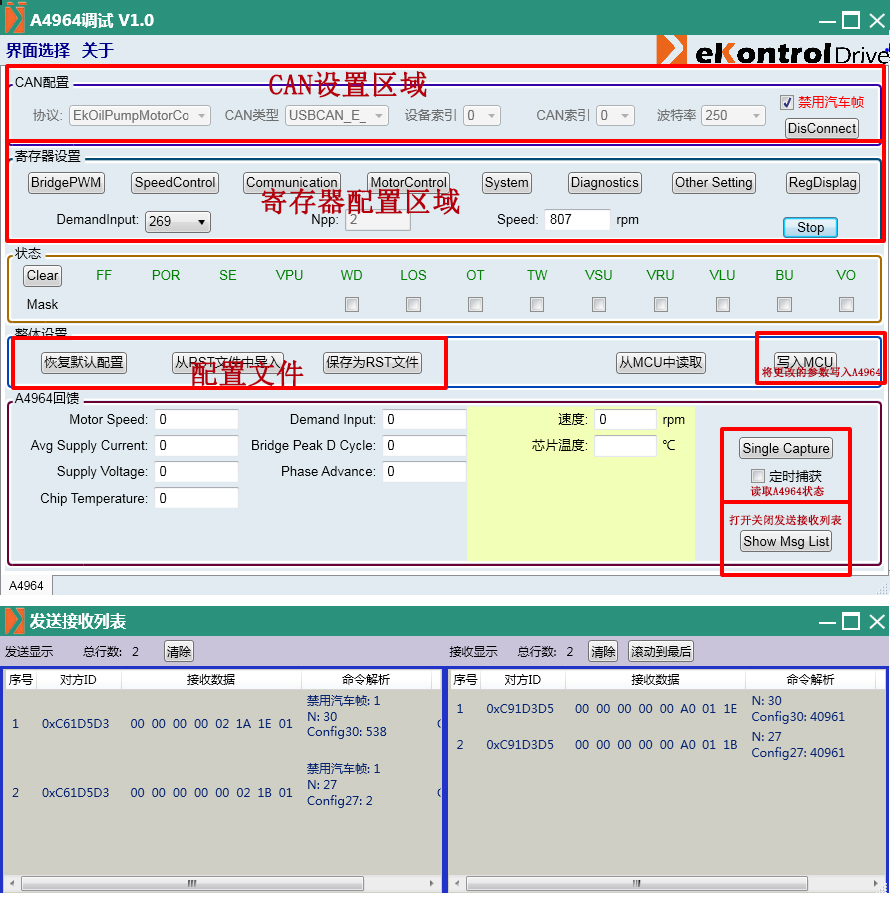 A4964调试 V1.0
界面选择 关于
eKontrol Drive
CAN配置
CAN设置区域
协议: EkOilPumpMotorCo CAN类型 USBCAN_E_ 设备索引 0 CAN索引 0 波特率 250
禁用汽车帧
DisConnect
寄存器设置
BridgePWM SpeedControl Communication MotorControl System Diagnostics Other Setting RegDisplag
寄存器配置区域
DemandInput: 269 Npp: 2 Speed: 807 rpm
Stop
状态
Clear FF POR SE VPU WD LOS OT TW VSU VRU VLU BU VO
Mask
整体设置
恢复默认配置 从RST文件中导入 保存为RST文件 从MCU中读取 写入MCU
配置文件
将更改的参数写入A4964
A4964回馈
Motor Speed: 0 Demand Input: 0 速度: 0 rpm
Avg Supply Current: 0 Bridge Peak D Cycle: 0 芯片温度: ℃
Single Capture
Supply Voltage: 0 Phase Advance: 0
定时捕获
读取A4964状态
Chip Temperature: 0
打开关闭发送接收列表
Show Msg List
A4964
发送接收列表
发送显示 总行数: 2 清除
接收显示 总行数: 2 清除 滚动到最后
序号 对方ID 接收数据 命令解析
1 0xC61D5D3 00 00 00 00 02 1A 1E 01
禁用汽车帧: 1
N: 30
Config30: 538
2 0xC61D5D3 00 00 00 00 00 02 1B 01
禁用汽车帧: 1
N: 27
Config27: 2
序号 对方ID 接收数据 命令解析
1 0xC91D3D5 00 00 00 00 00 A0 01 1E
N: 30
Config30: 40961
2 0xC91D3D5 00 00 00 00 00 A0 01 1B
N: 27
Config27: 40961